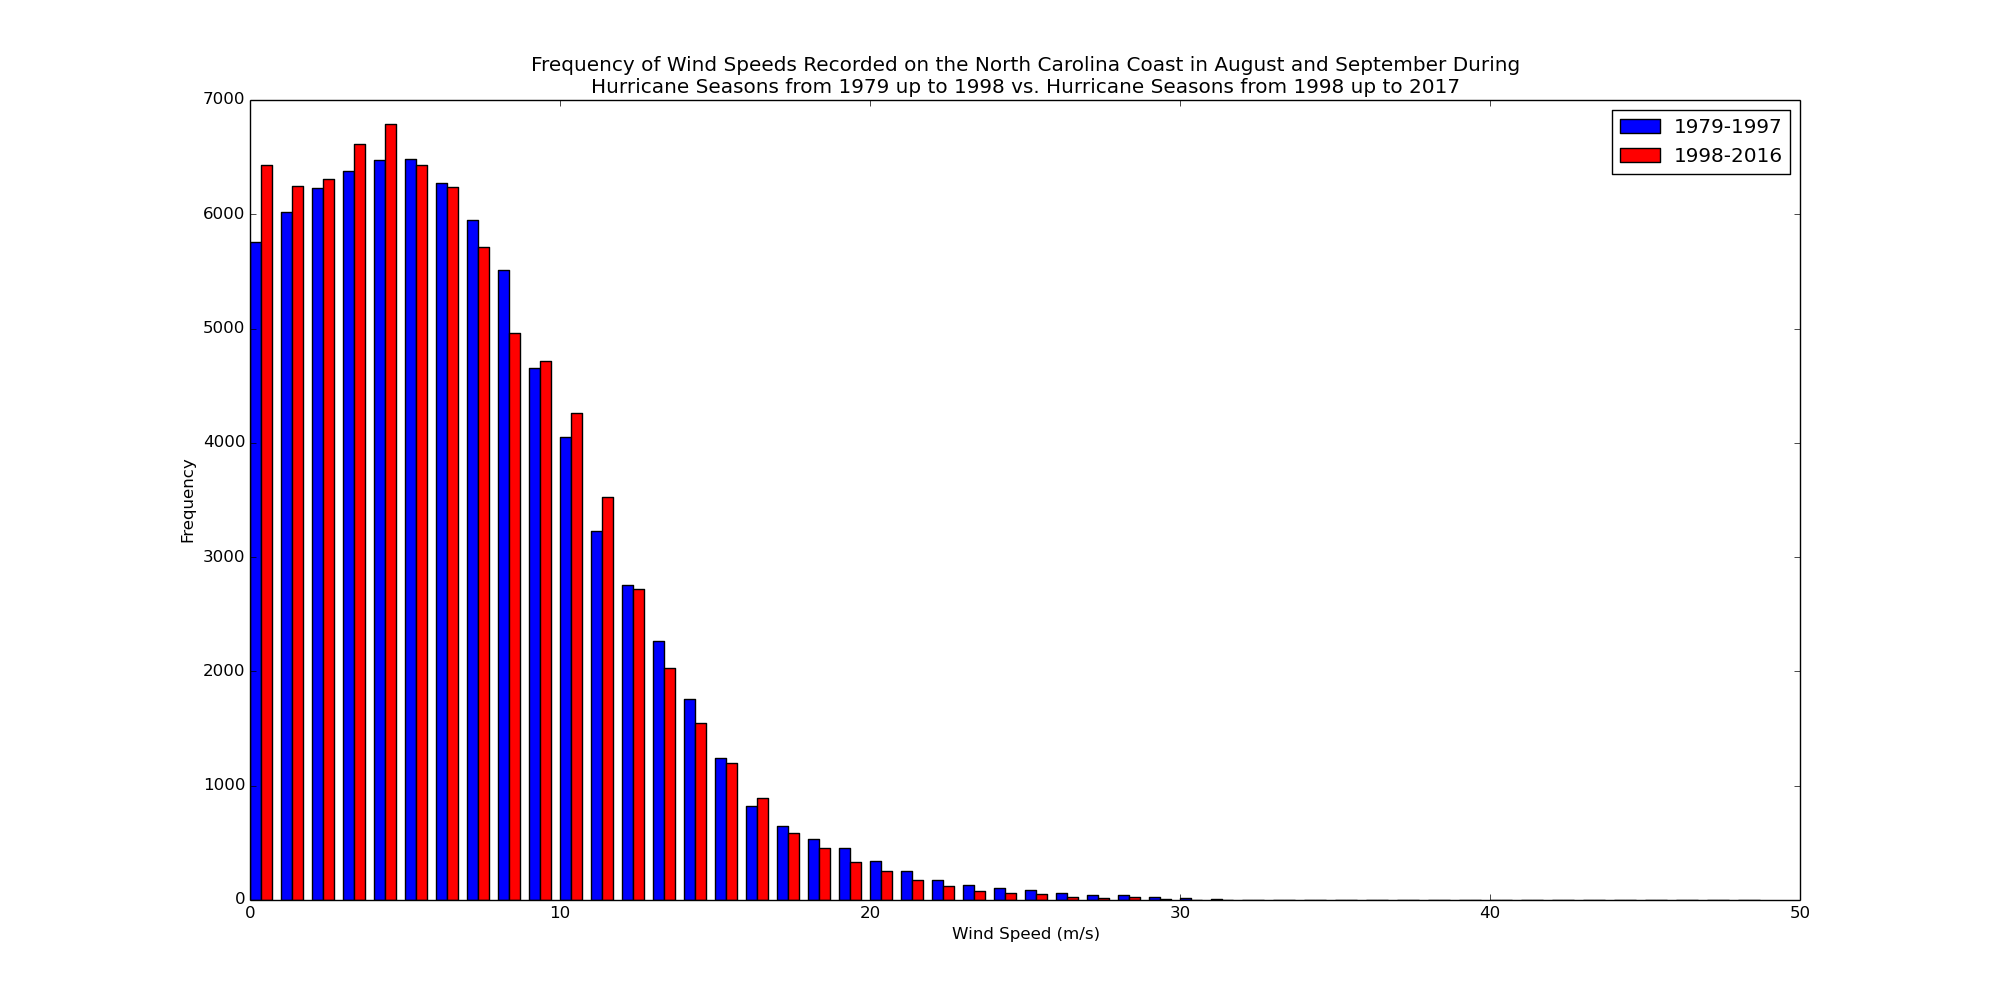 Frequency of Wind Speeds Recorded on the North Carolina Coast in August and September During
Hurricane Seasons from 1979 up to 1998 vs. Hurricane Seasons from 1998 up to 2017
7000
6000
5000
4000
3000
2000
1000
0
Frequency
1979-1997
1998-2016
0 10 20 30 40 50
Wind Speed (m/s)